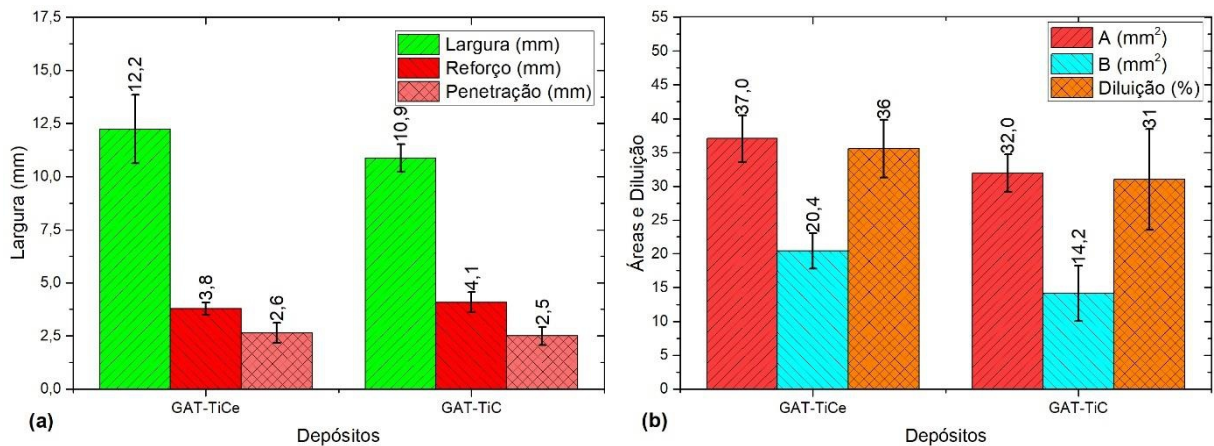 17,5
15,0
12,5
10,0
7,5
5,0
2,5
0,0
Largura (mm)
Largura (mm)
Reforço (mm)
Penetração (mm)
12,2
3,8
2,6
10,9
4,1
2,5
GAT-TiCe
GAT-TiC
(a)
Depósitos
55
50
45
40
35
30
25
20
15
10
5
0
Áreas e Diluição
A (mm²)
B (mm²)
Diluição (%)
37,0
20,4
36
32,0
14,2
31
GAT-TiCe
GAT-TiC
(b)
Depósitos